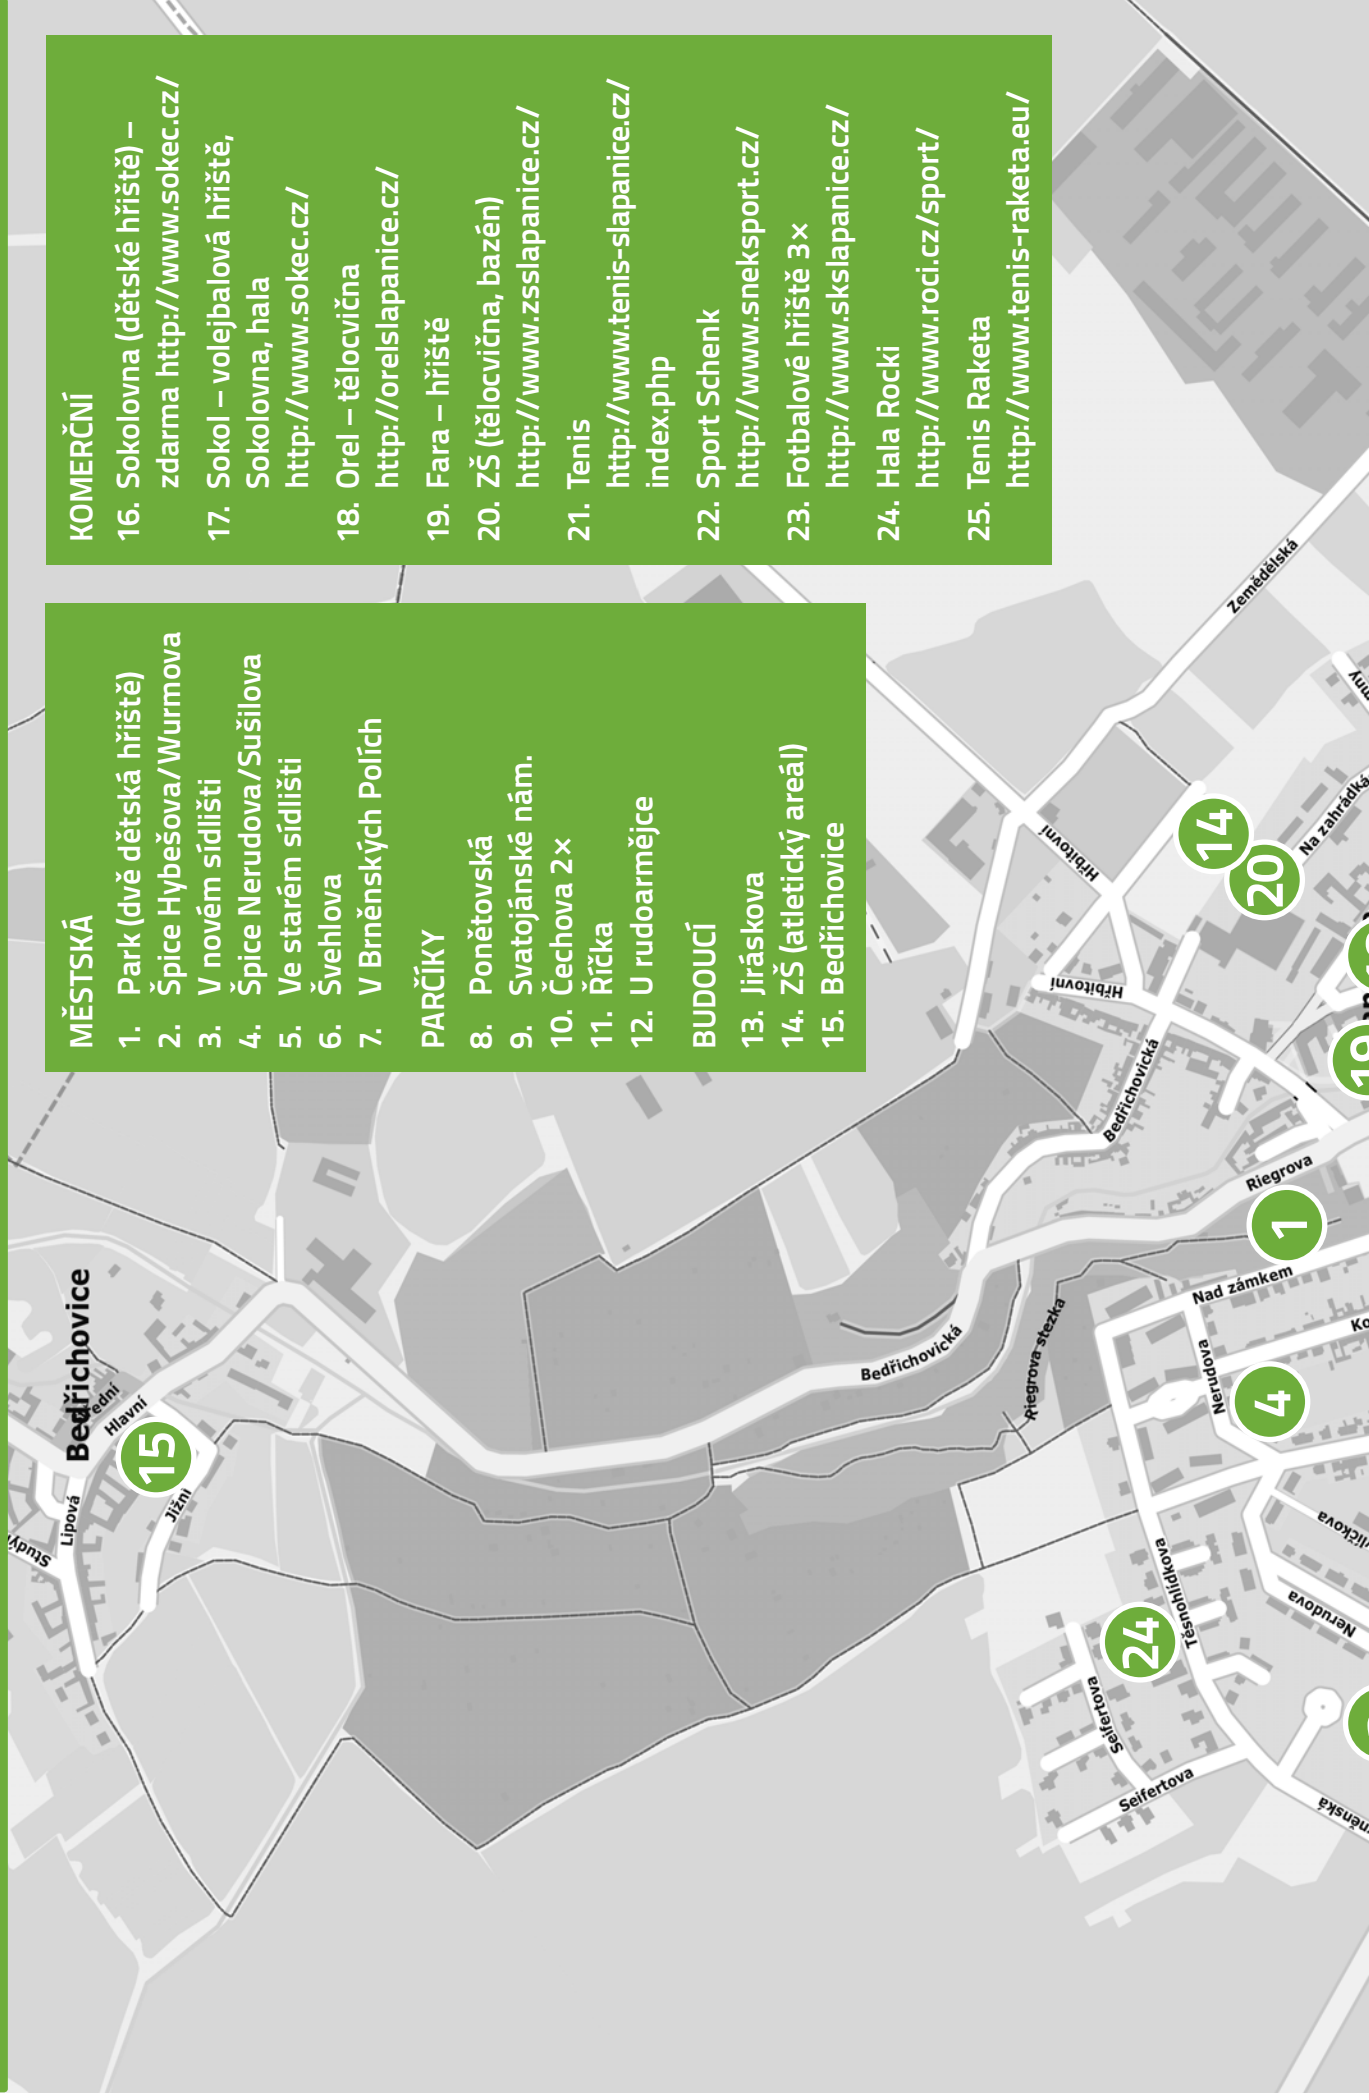 MĚSTSKÁ
1. Park (dvě dětská hřiště)
2. Špice Hybešova/Wurmova
3. V novém sídlišti
4. Špice Nerudova/Sušilova
5. Ve starém sídlišti
6. Švehlova
7. V Brněnských Polích
PARČÍKY
8. Ponětovská
9. Svatojánské nám.
10. Čechova 2×
11. Říčka
12. U rudoarmějce
BUDOUCÍ
13. Jiráskova
14. ZŠ (atletický areál)
15. Bedřichovice
KOMERČNÍ
16. Sokolovna (dětské hřiště) –
zdarma http://www.sokec.cz/
17. Sokol – volejbalová hřiště,
Sokolovna, hala
http://www.sokec.cz/
18. Orel – tělocvična
http://orelslapanice.cz/
19. Fara – hřiště
20. ZŠ (tělocvična, bazén)
http://www.zsslapanice.cz/
21. Tenis
http://www.tenis-slapanice.cz/
index.php
22. Sport Schenk
http://www.sneksport.cz/
23. Fotbalové hřiště 3×
http://www.skslapanice.cz/
24. Hala Rocki
http://www.roci.cz/sport/
25. Tenis Raketa
http://www.tenis-raketa.eu/
Bedřichovice
Hlavní
15
Lipová
Jižní
Bedřichovická
Riegrova stezka
Bedřichovická
Hřbitovní
Hřbitovní
Zemědělská
14
20
19
Riegrova
1
Nad zámkem
Nerudova
4
Těsnohlídkova
24
Nerudova
Seifertova
Seifertova